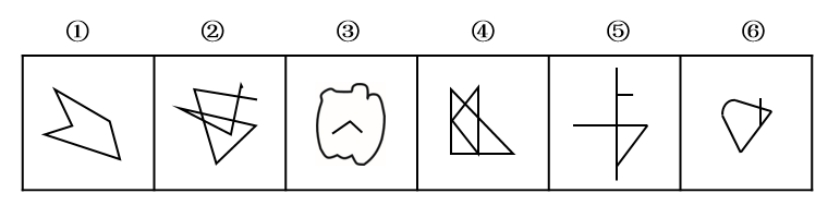 ① ② ③ ④ ⑤ ⑥